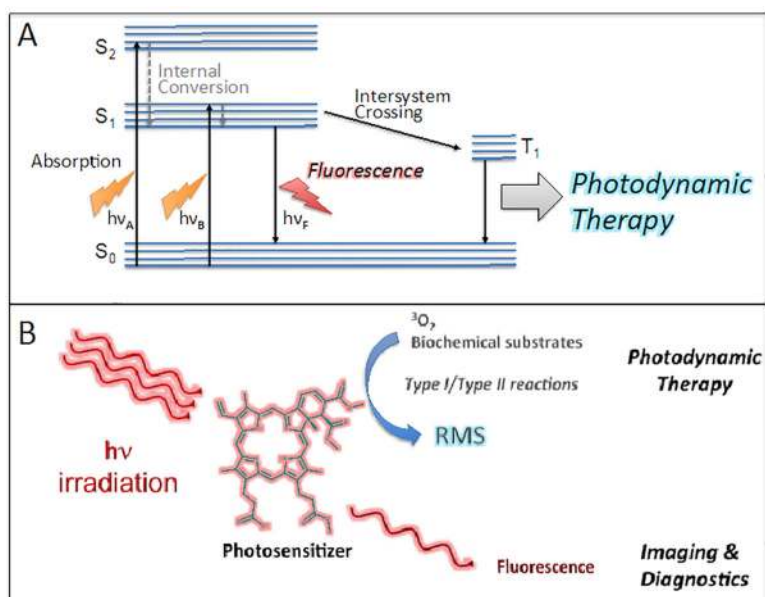 A
S2
Internal
Conversion
S1
Intersystem
Crossing
T1
Absorption
Fluorescence
Photodynamic
Therapy
hνA
hνB
hνF
S0
B
³O2
Biochemical substrates
Photodynamic
Therapy
Type I/Type II reactions
RMS
hν
irradiation
Photosensitizer
Fluorescence
Imaging &
Diagnostics